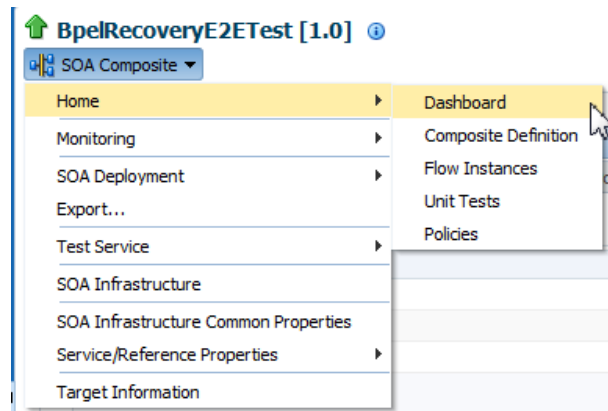 BpelRecoveryE2ETest [1.0]
SOA Composite
Home
Monitoring
SOA Deployment
Export...
Test Service
SOA Infrastructure
SOA Infrastructure Common Properties
Service/Reference Properties
Target Information
Dashboard
Composite Definition
Flow Instances
Unit Tests
Policies